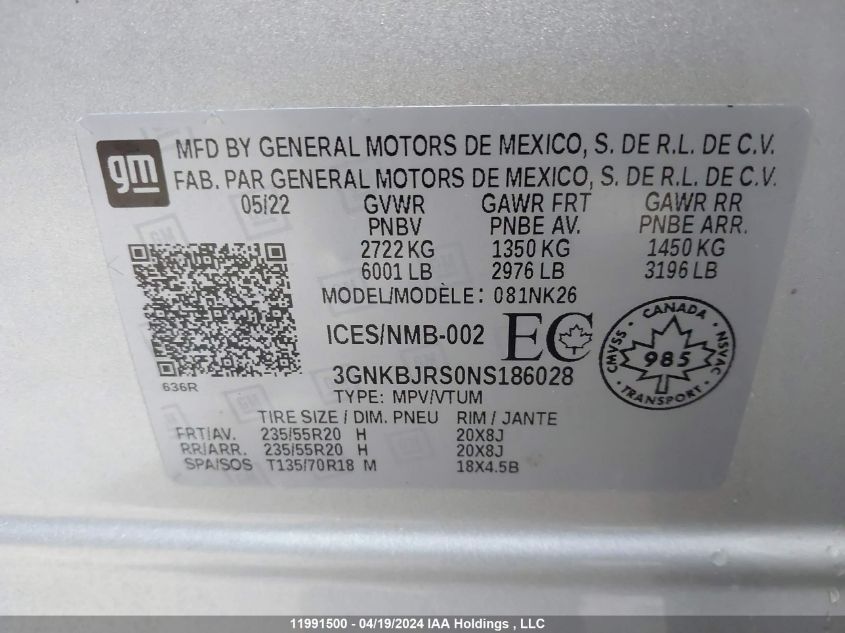 gm
MFD BY GENERAL MOTORS DE MEXICO, S. DE R.L. DE C.V.
FAB. PAR GENERAL MOTORS DE MEXICO, S. DE R.L. DE C.V.
05/22 GVWR GAWR FRT GAWR RR
PNBV PNBE AV. PNBE ARR.
2722 KG 1350 KG 1450 KG
6001 LB 2976 LB 3196 LB
MODEL/MODÈLE: 081NK26
ICES/NMB-002 EC
CANADA
CMVSS 985 NSVAC
TRANSPORT
636R
3GNKBJRS0NS186028
TYPE: MPV/VTUM
TIRE SIZE / DIM. PNEU RIM / JANTE
FRT/AV. 235/55R20 H 20X8J
RR/ARR. 235/55R20 H 20X8J
SPA/SOS T135/70R18 M 18X4.5B
11991500 - 04/19/2024 IAA Holdings , LLC